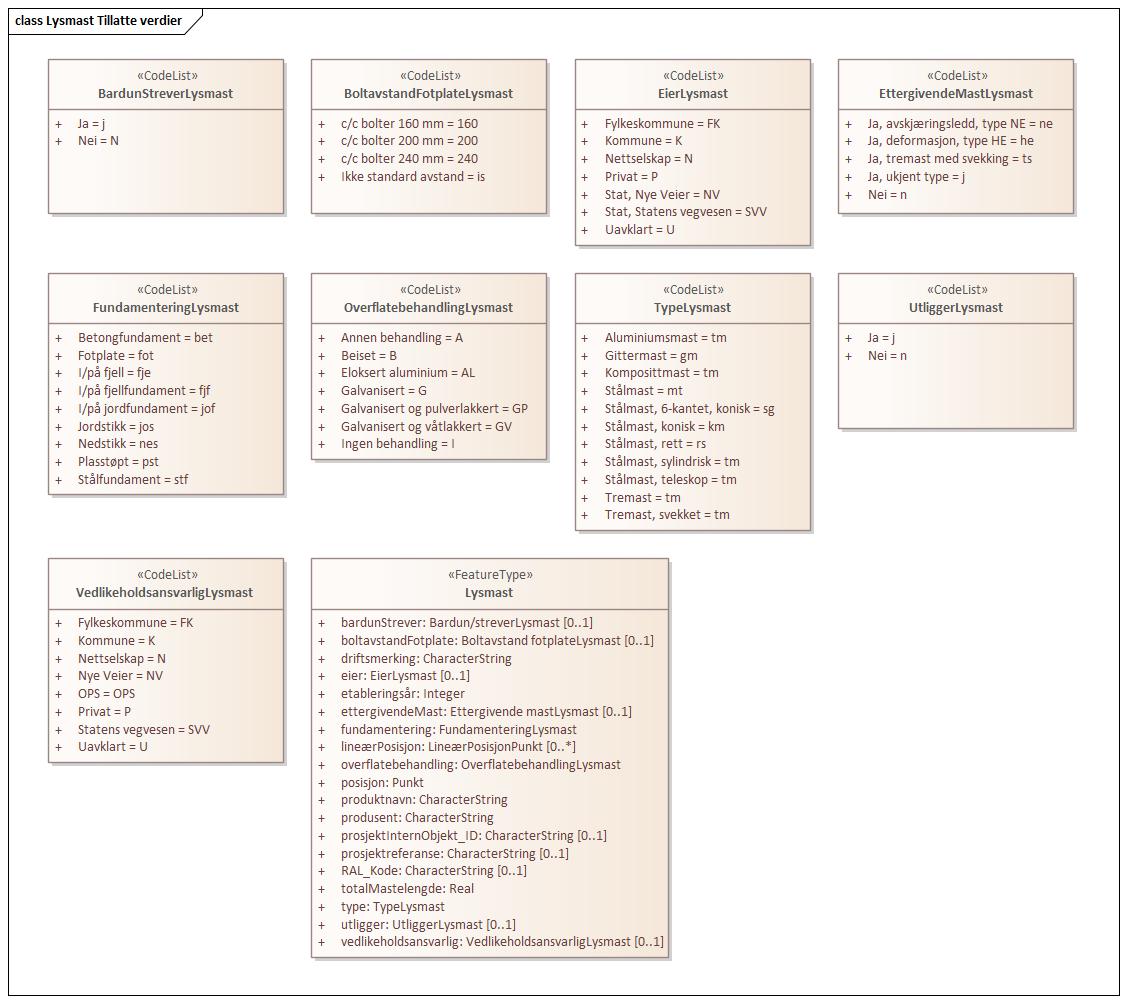 class Lysmast Tillatte verdier
«CodeList»
BardunStreverLysmast
+ Ja = j
+ Nei = N
«CodeList»
BoltavstandFotplateLysmast
+ c/c bolter 160 mm = 160
+ c/c bolter 200 mm = 200
+ c/c bolter 240 mm = 240
+ Ikke standard avstand = is
«CodeList»
EierLysmast
+ Fylkeskommune = FK
+ Kommune = K
+ Nettselskap = N
+ Privat = P
+ Stat, Nye Veier = NV
+ Stat, Statens vegvesen = SVV
+ Uavklart = U
«CodeList»
EttergivendeMastLysmast
+ Ja, avskjæringsledd, type NE = ne
+ Ja, deformasjon, type HE = he
+ Ja, tremast med svekking = ts
+ Ja, ukjent type = j
+ Nei = n
«CodeList»
FundamenteringLysmast
+ Betongfundament = bet
+ Fotplate = fot
+ I/på fjell = fje
+ I/på fjellfundament = fjf
+ I/på jordfundament = jof
+ Jordstikk = jos
+ Nedstikk = nes
+ Plasstøpt = pst
+ Stålfundament = stf
«CodeList»
OverflatebehandlingLysmast
+ Annen behandling = A
+ Beiset = B
+ Eloksert aluminium = AL
+ Galvanisert = G
+ Galvanisert og pulverlakkert = GP
+ Galvanisert og våtlakkert = GV
+ Ingen behandling = I
«CodeList»
TypeLysmast
+ Aluminiumsmast = tm
+ Gittermast = gm
+ Komposittmast = tm
+ Stålmast = mt
+ Stålmast, 6-kantet, konisk = sg
+ Stålmast, konisk = km
+ Stålmast, rett = rs
+ Stålmast, sylindrisk = tm
+ Stålmast, teleskop = tm
+ Tremast = tm
+ Tremast, svekket = tm
«CodeList»
UtliggerLysmast
+ Ja = j
+ Nei = n
«CodeList»
VedlikeholdsansvarligLysmast
+ Fylkeskommune = FK
+ Kommune = K
+ Nettselskap = N
+ Nye Veier = NV
+ OPS = OPS
+ Privat = P
+ Statens vegvesen = SVV
+ Uavklart = U
«FeatureType»
Lysmast
+ bardunStrever: Bardun/streverLysmast [0..1]
+ boltavstandFotplate: Boltavstand fotplateLysmast [0..1]
+ driftsmerking: CharacterString
+ eier: EierLysmast [0..1]
+ etableringsår: Integer
+ ettergivendeMast: Ettergivende mastLysmast [0..1]
+ fundamentering: FundamenteringLysmast
+ lineærPosisjon: LineærPosisjonPunkt [0..*]
+ overflatebehandling: OverflatebehandlingLysmast
+ posisjon: Punkt
+ produktnavn: CharacterString
+ produsent: CharacterString
+ prosjektInternObjekt_ID: CharacterString [0..1]
+ prosjektreferanse: CharacterString [0..1]
+ RAL_Kode: CharacterString [0..1]
+ totalMastelengde: Real
+ type: TypeLysmast
+ utligger: UtliggerLysmast [0..1]
+ vedlikeholdsansvarlig: VedlikeholdsansvarligLysmast [0..1]